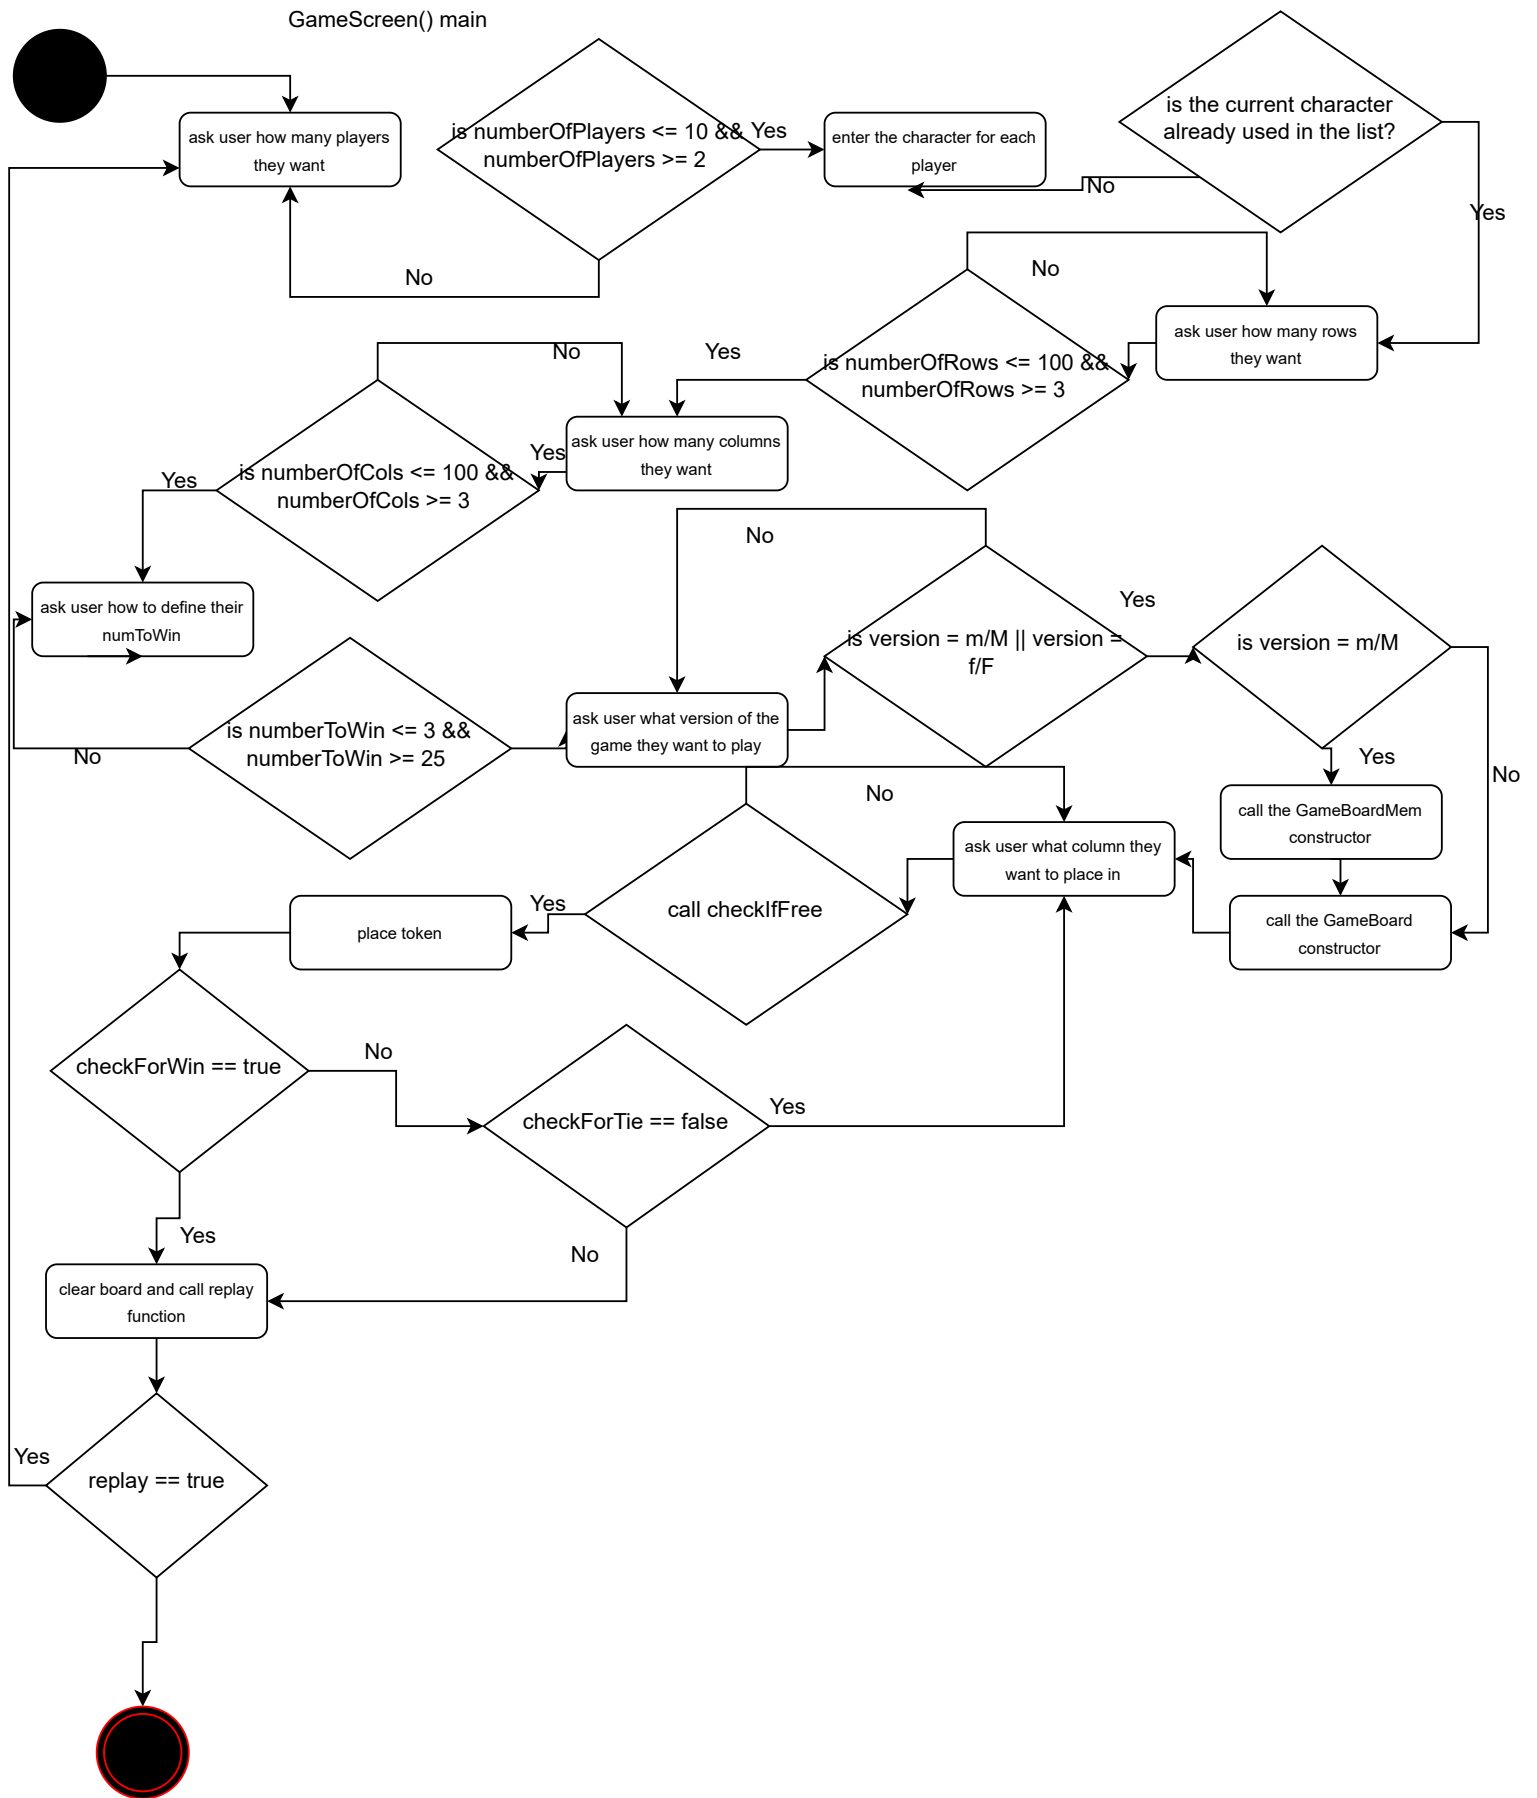 GameScreen() main
ask user how many players
they want
is numberOfPlayers <= 10 &&
numberOfPlayers >= 2
Yes
No
enter the character for each
player
is the current character
already used in the list?
No
Yes
ask user how many rows
they want
No
is numberOfRows <= 100 &&
numberOfRows >= 3
Yes
ask user how many columns
they want
No
Yes
is numberOfCols <= 100 &&
numberOfCols >= 3
Yes
ask user how to define their
numToWin
is numberToWin <= 3 &&
numberToWin >= 25
No
ask user what version of the
game they want to play
No
is version = m/M || version =
f/F
Yes
is version = m/M
Yes
No
call the GameBoardMem
constructor
call the GameBoard
constructor
ask user what column they
want to place in
No
call checkIfFree
Yes
place token
checkForWin == true
No
checkForTie == false
Yes
Yes
No
clear board and call replay
function
Yes
replay == true